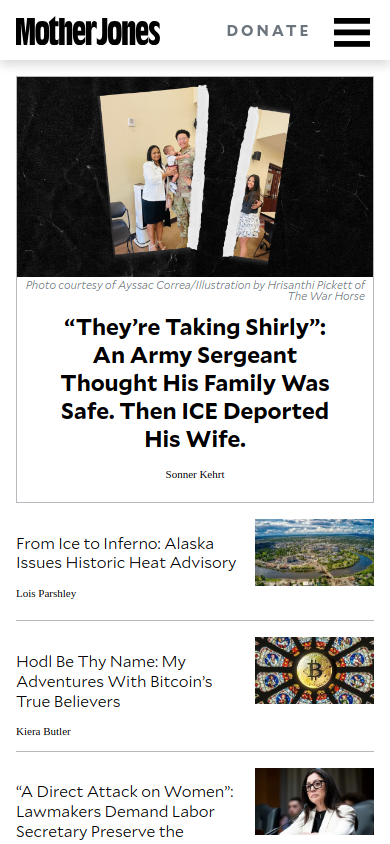 Mother Jones
DONATE
Photo courtesy of Ayssac Correa/Illustration by Hrisanthi Pickett of
The War Horse
“They’re Taking Shirly”:
An Army Sergeant
Thought His Family Was
Safe. Then ICE Deported
His Wife.
Sonner Kehrt
From Ice to Inferno: Alaska
Issues Historic Heat Advisory
Lois Parshley
Hodl Be Thy Name: My
Adventures With Bitcoin’s
True Believers
Kiera Butler
“A Direct Attack on Women”:
Lawmakers Demand Labor
Secretary Preserve the